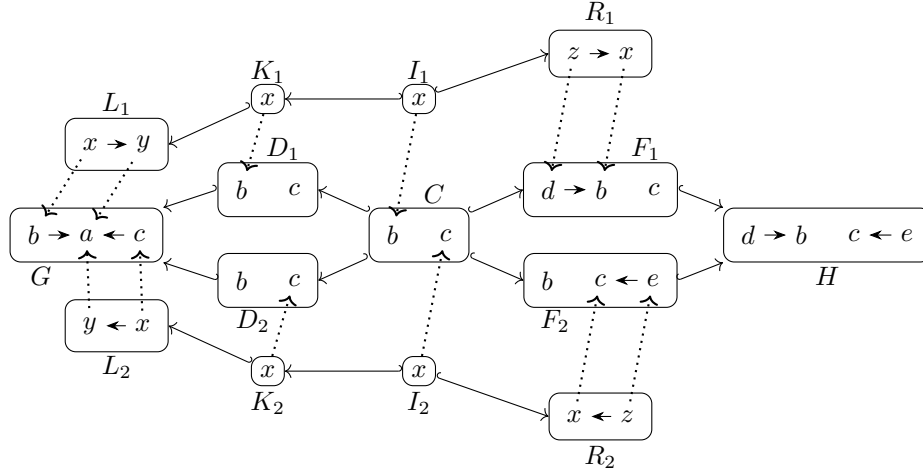 R₁
z → x
K₁ I₁
x x
L₁
x → y
D₁ F₁
b c d → b c
C
b → a ← c b c d → b c ← e
G H
b c b c ← e
D₂ F₂
y ← x
L₂
x x
K₂ I₂
x ← z
R₂